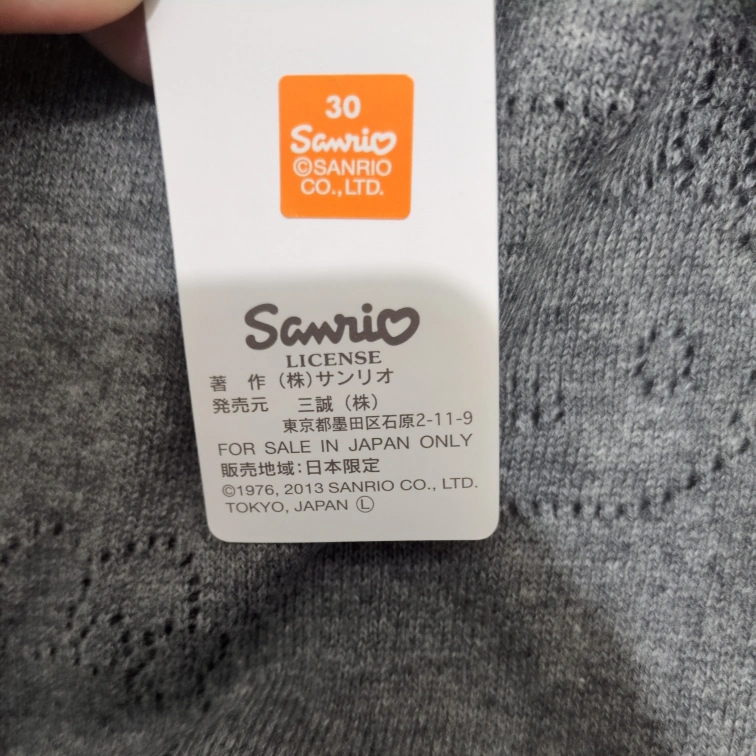 30
Sanrio
©SANRIO
CO.,LTD.
Sanrio
LICENSE
著 作 (株)サンリオ
発売元 三誠(株)
東京都墨田区石原2-11-9
FOR SALE IN JAPAN ONLY
販売地域:日本限定
©1976, 2013 SANRIO CO., LTD.
TOKYO, JAPAN Ⓛ